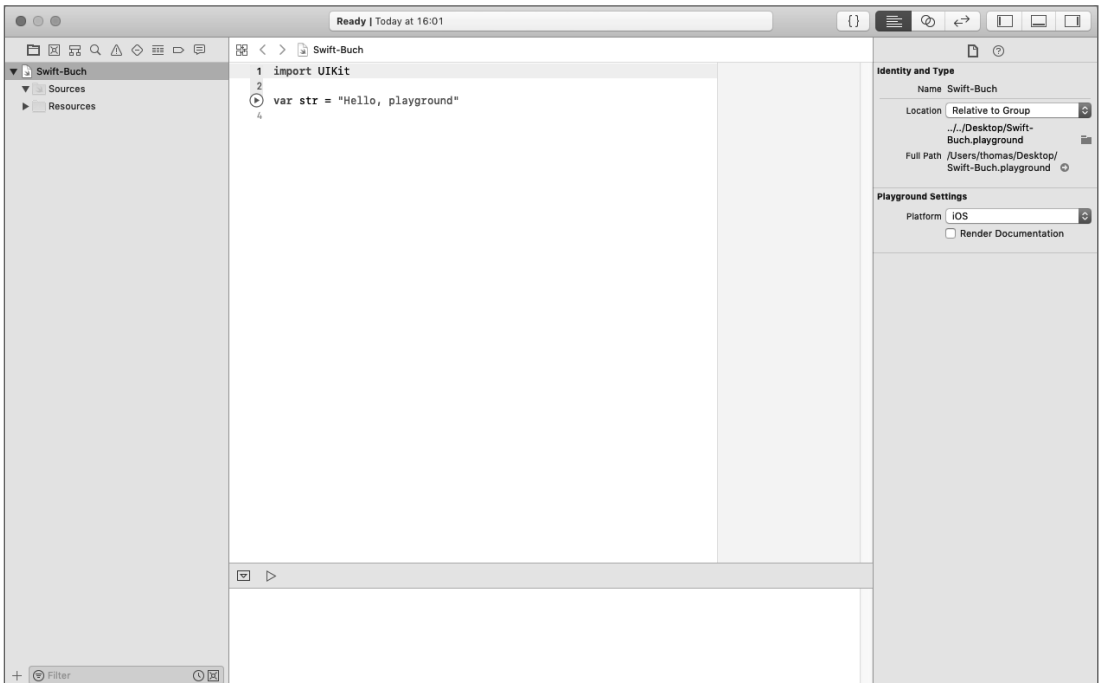 Ready | Today at 16:01
{ }
Swift-Buch
Sources
Resources
Filter
Swift-Buch
1 import UIKit
2
var str = "Hello, playground"
4
Identity and Type
Name Swift-Buch
Location Relative to Group
../../Desktop/Swift-
Buch.playground
Full Path /Users/thomas/Desktop/
Swift-Buch.playground
Playground Settings
Platform iOS
Render Documentation